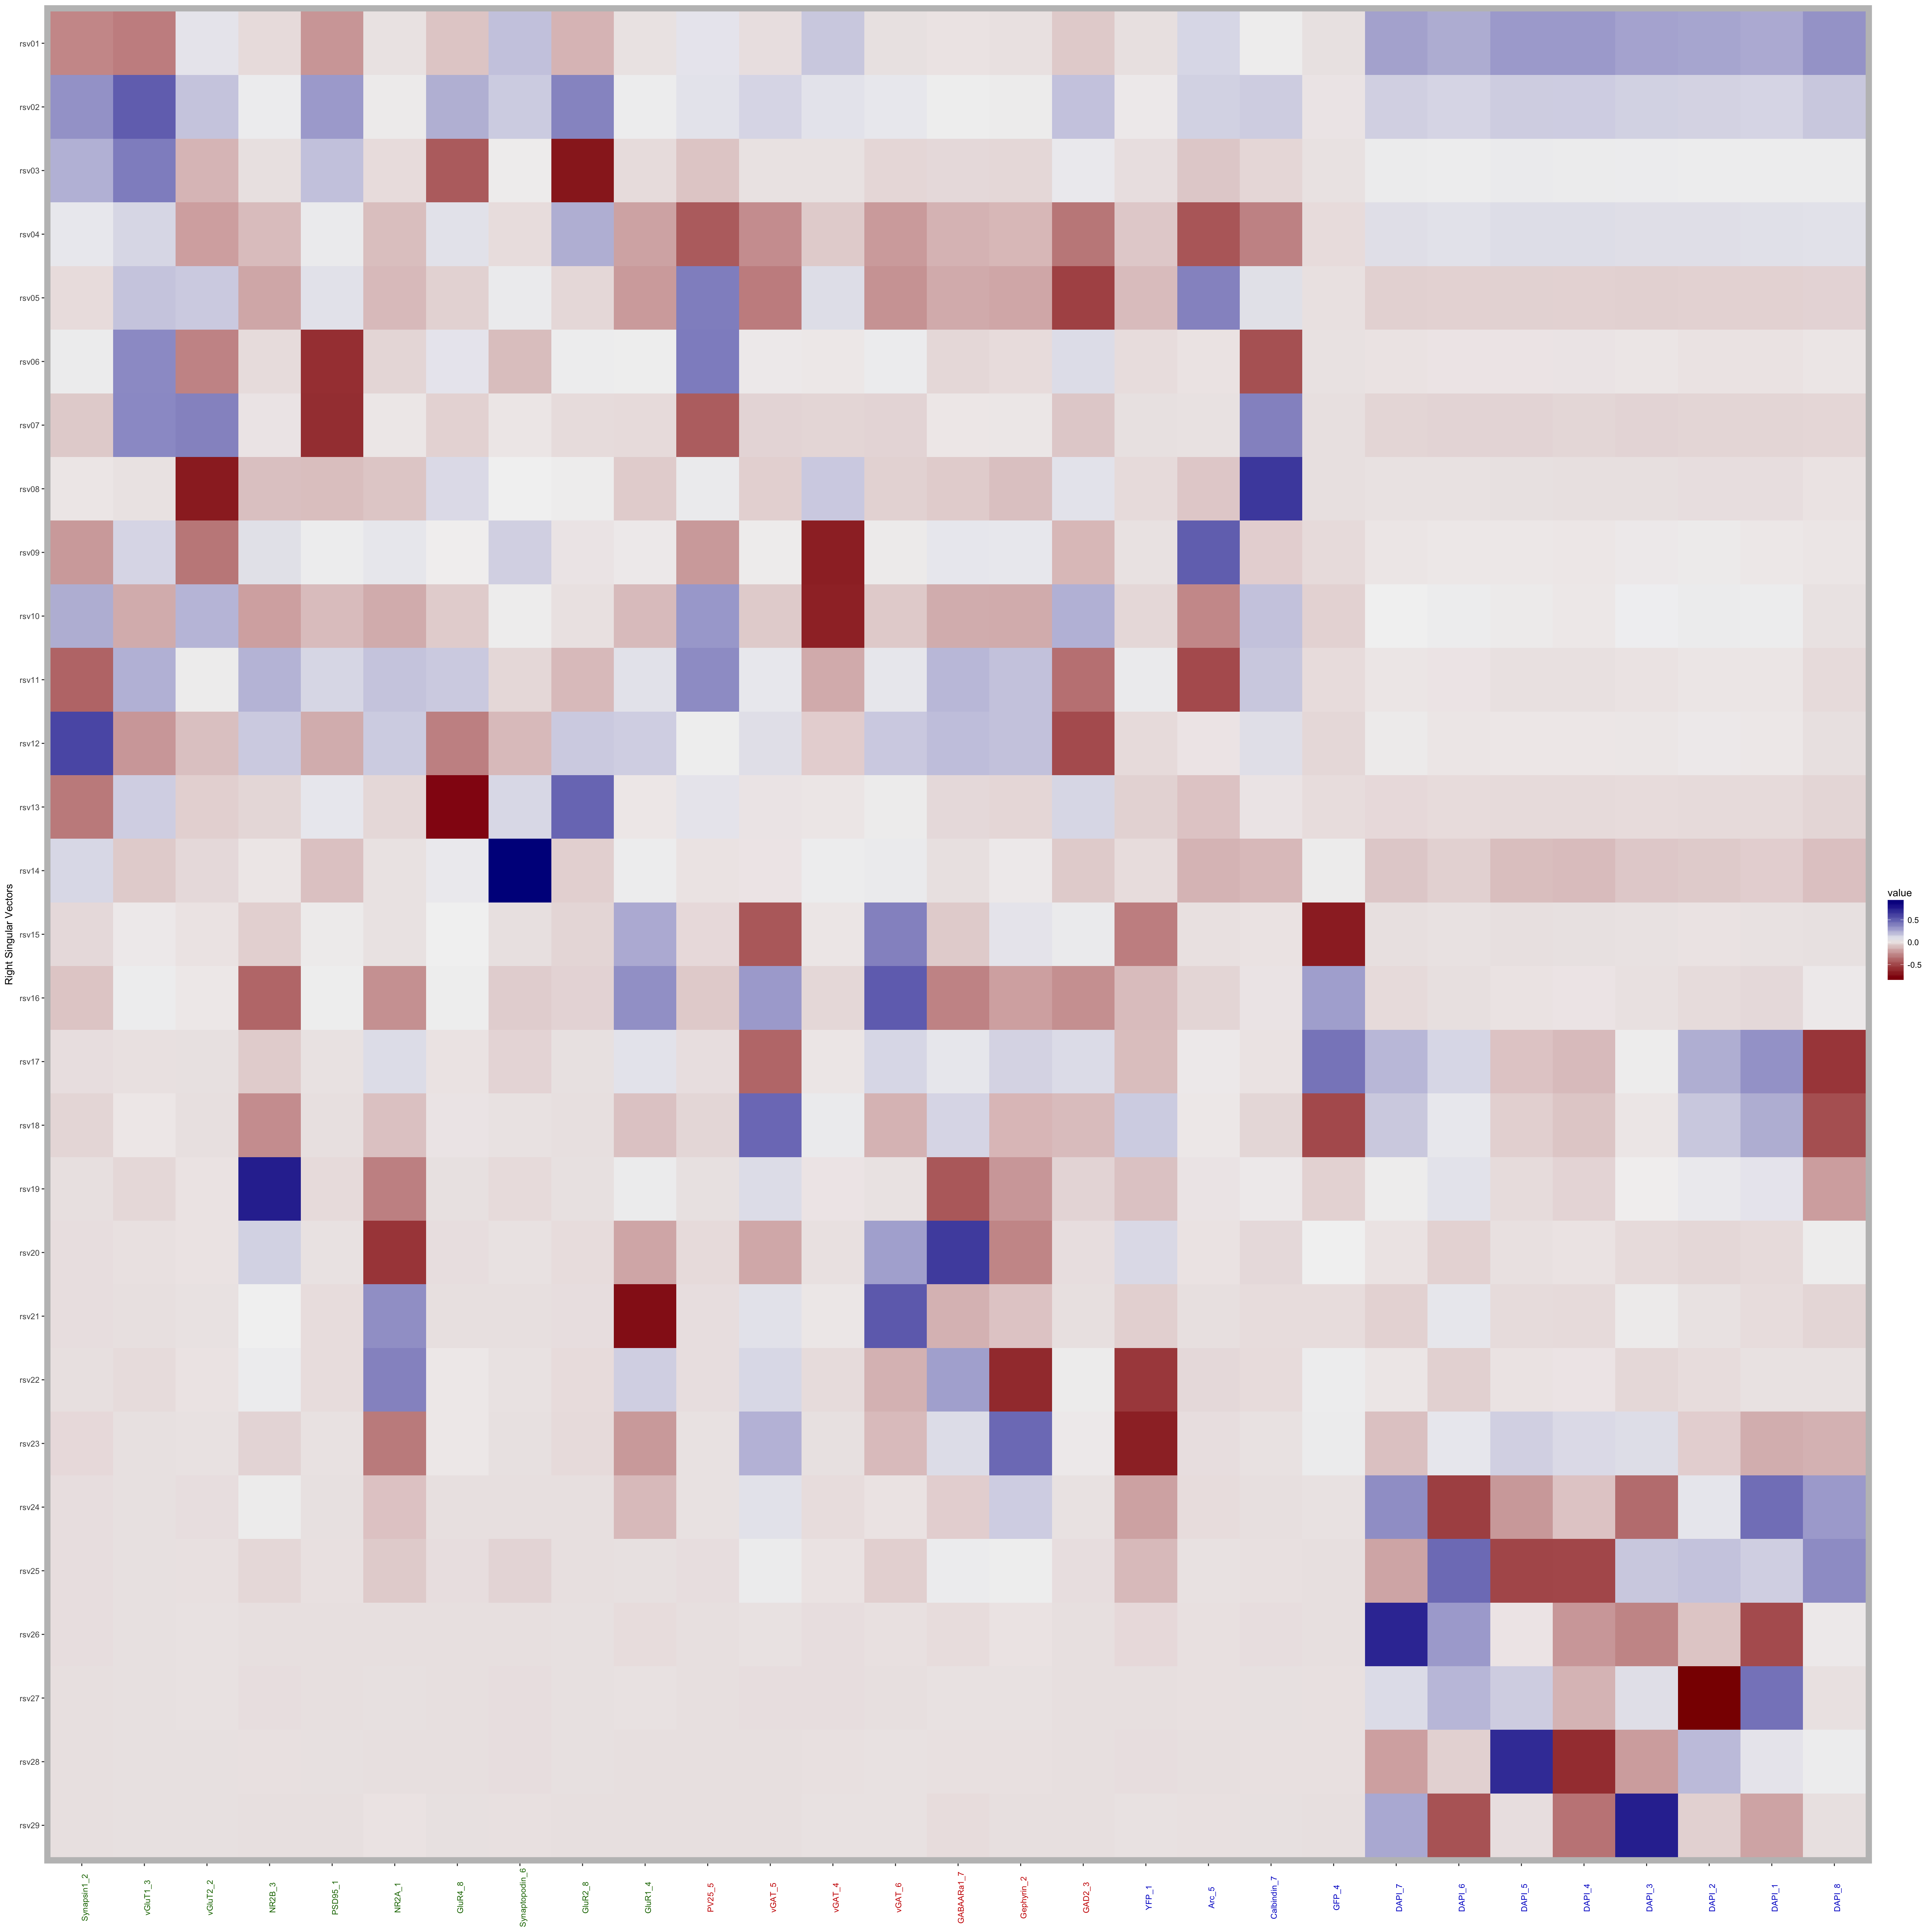 Right Singular Vectors
rsv01
rsv02
rsv03
rsv04
rsv05
rsv06
rsv07
rsv08
rsv09
rsv10
rsv11
rsv12
rsv13
rsv14
rsv15
rsv16
rsv17
rsv18
rsv19
rsv20
rsv21
rsv22
rsv23
rsv24
rsv25
rsv26
rsv27
rsv28
rsv29
Synapsin1_2
vGluT1_3
vGluT2_2
NR2B_3
PSD95_1
NR2A_1
GluR4_8
Synaptopodin_6
GluR2_8
GluR1_4
PV25_5
vGAT_5
vGAT_4
vGAT_6
GABAARa1_7
Gephyrin_2
GAD2_3
YFP_1
Arc_5
Calbindin_7
GFP_4
DAPI_7
DAPI_6
DAPI_5
DAPI_4
DAPI_3
DAPI_2
DAPI_1
DAPI_8
value
0.5
0.0
-0.5